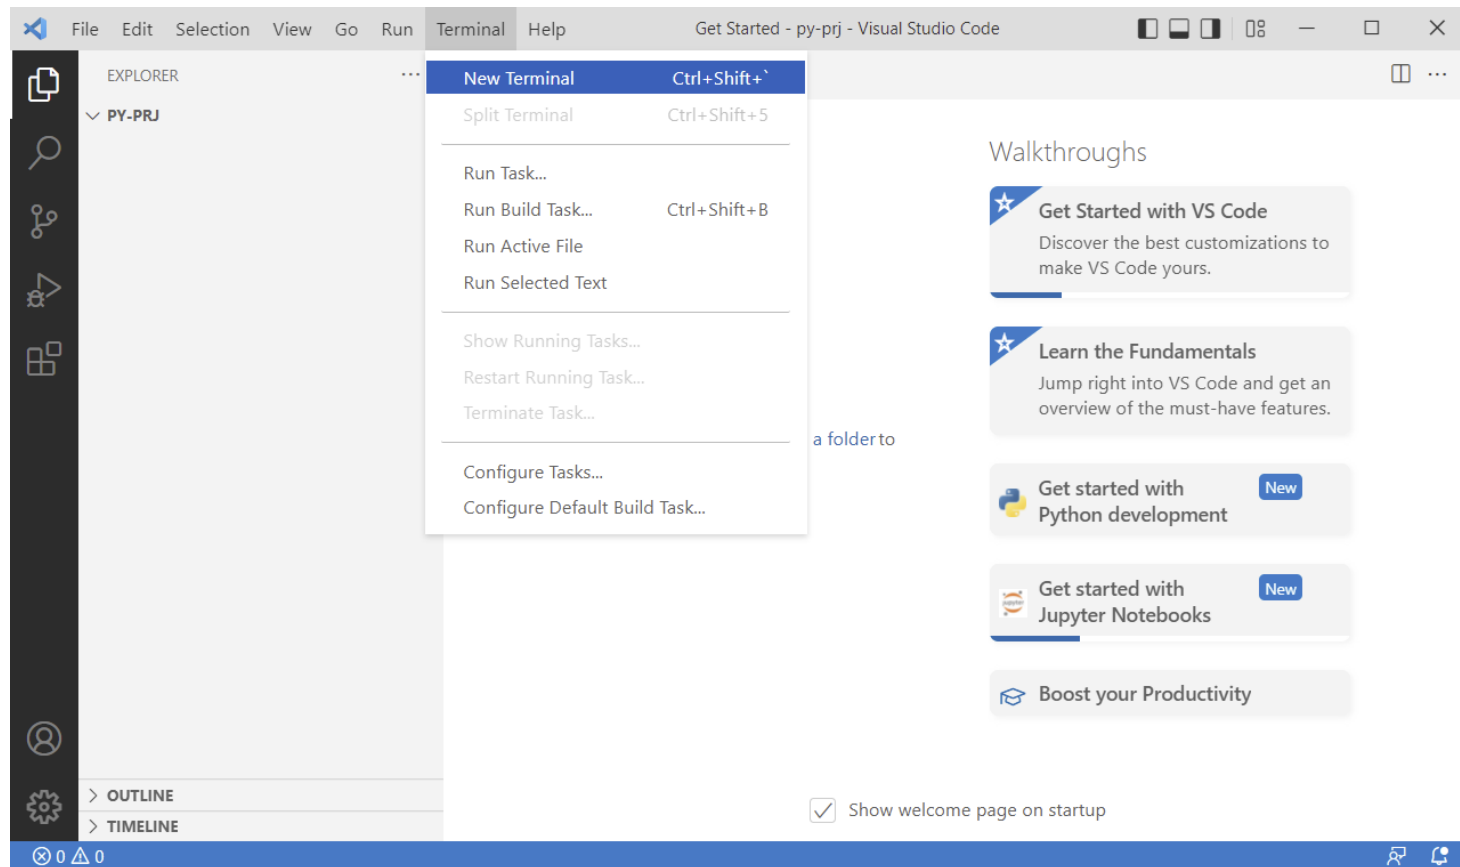 File Edit Selection View Go Run Terminal Help Get Started - py-prj - Visual Studio Code
EXPLORER
PY-PRJ
New Terminal Ctrl+Shift+`
Split Terminal Ctrl+Shift+5
Run Task...
Run Build Task... Ctrl+Shift+B
Run Active File
Run Selected Text
Show Running Tasks...
Restart Running Task...
Terminate Task...
Configure Tasks...
Configure Default Build Task...
a folder to
Walkthroughs
Get Started with VS Code
Discover the best customizations to
make VS Code yours.
Learn the Fundamentals
Jump right into VS Code and get an
overview of the must-have features.
Get started with New
Python development
Get started with New
Jupyter Notebooks
Boost your Productivity
Show welcome page on startup
OUTLINE
TIMELINE
0 0